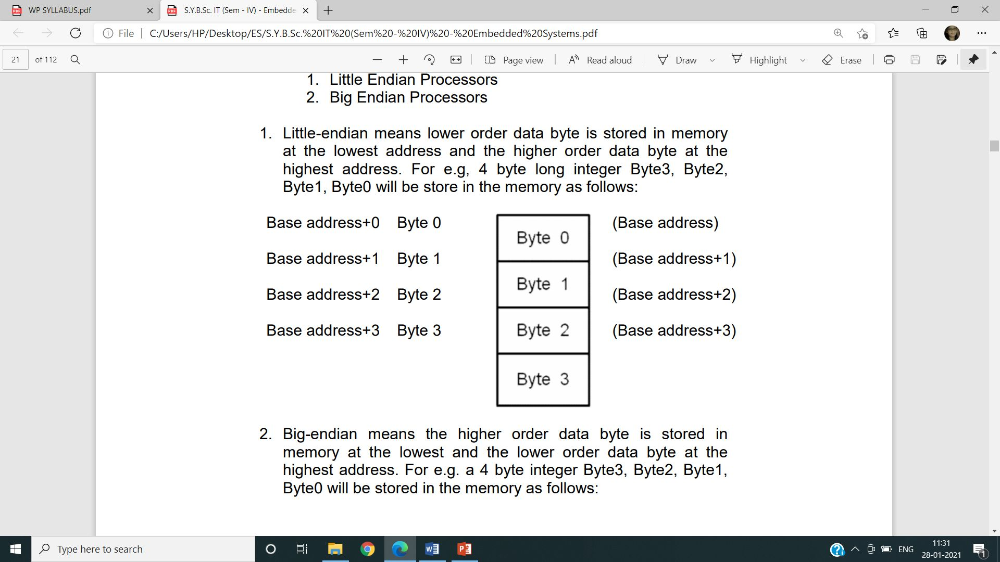 WP SYLLABUS.pdf
S.Y.B.Sc. IT (Sem - IV) - Embedde
File
C:/Users/HP/Desktop/ES/S.Y.B.Sc.%20IT%20(Sem%20-%20IV)%20-%20Embedded%20Systems.pdf
21 of 112
Page view
Read aloud
Draw
Highlight
Erase
1. Little Endian Processors
2. Big Endian Processors
1. Little-endian means lower order data byte is stored in memory
at the lowest address and the higher order data byte at the
highest address. For e.g, 4 byte long integer Byte3, Byte2,
Byte1, Byte0 will be store in the memory as follows:
Base address+0 Byte 0
Base address+1 Byte 1
Base address+2 Byte 2
Base address+3 Byte 3
Byte 0
Byte 1
Byte 2
Byte 3
(Base address)
(Base address+1)
(Base address+2)
(Base address+3)
2. Big-endian means the higher order data byte is stored in
memory at the lowest and the lower order data byte at the
highest address. For e.g. a 4 byte integer Byte3, Byte2, Byte1,
Byte0 will be stored in the memory as follows:
Type here to search
ENG
11:31
28-01-2021
1